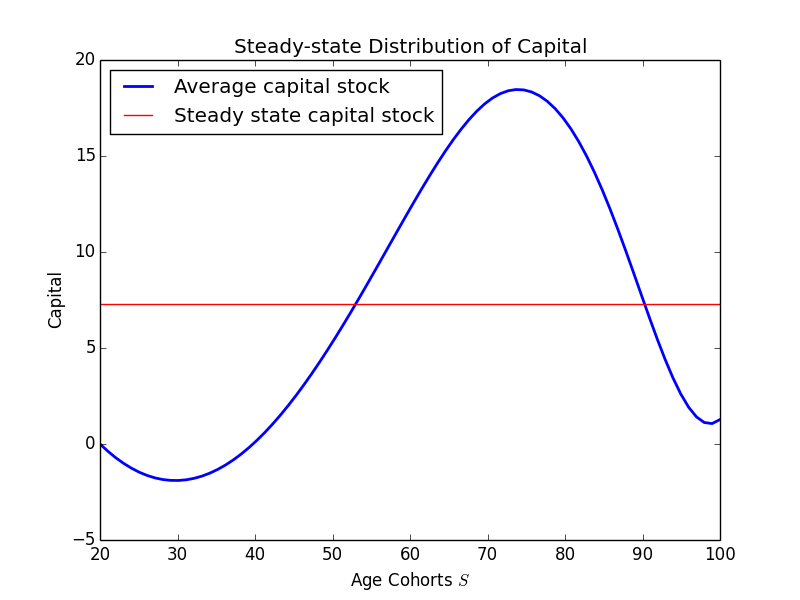 Steady-state Distribution of Capital
Average capital stock
Steady state capital stock
Capital
20
15
10
5
0
−5
20 30 40 50 60 70 80 90 100
Age Cohorts S